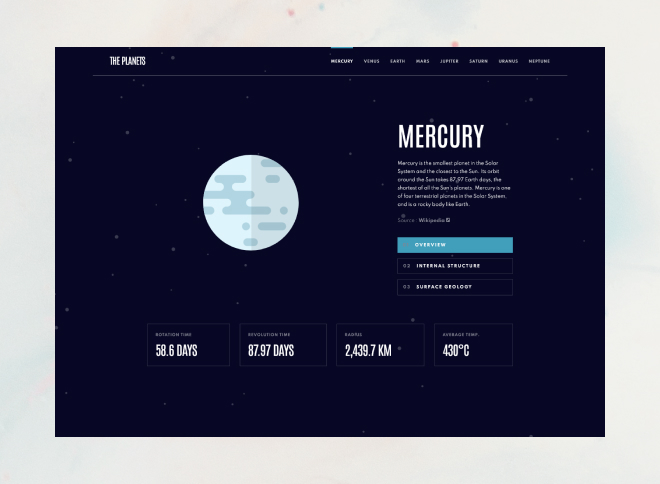 THE PLANETS
MERCURY VENUS EARTH MARS JUPITER SATURN URANUS NEPTUNE
MERCURY
Mercury is the smallest planet in the Solar
System and the closest to the Sun. Its orbit
around the Sun takes 87.97 Earth days, the
shortest of all the Sun's planets. Mercury is one
of four terrestrial planets in the Solar System,
and is a rocky body like Earth.
Source : Wikipedia
OVERVIEW
02 INTERNAL STRUCTURE
03 SURFACE GEOLOGY
ROTATION TIME
58.6 DAYS
REVOLUTION TIME
87.97 DAYS
RADIUS
2,439.7 KM
AVERAGE TEMP.
430°C